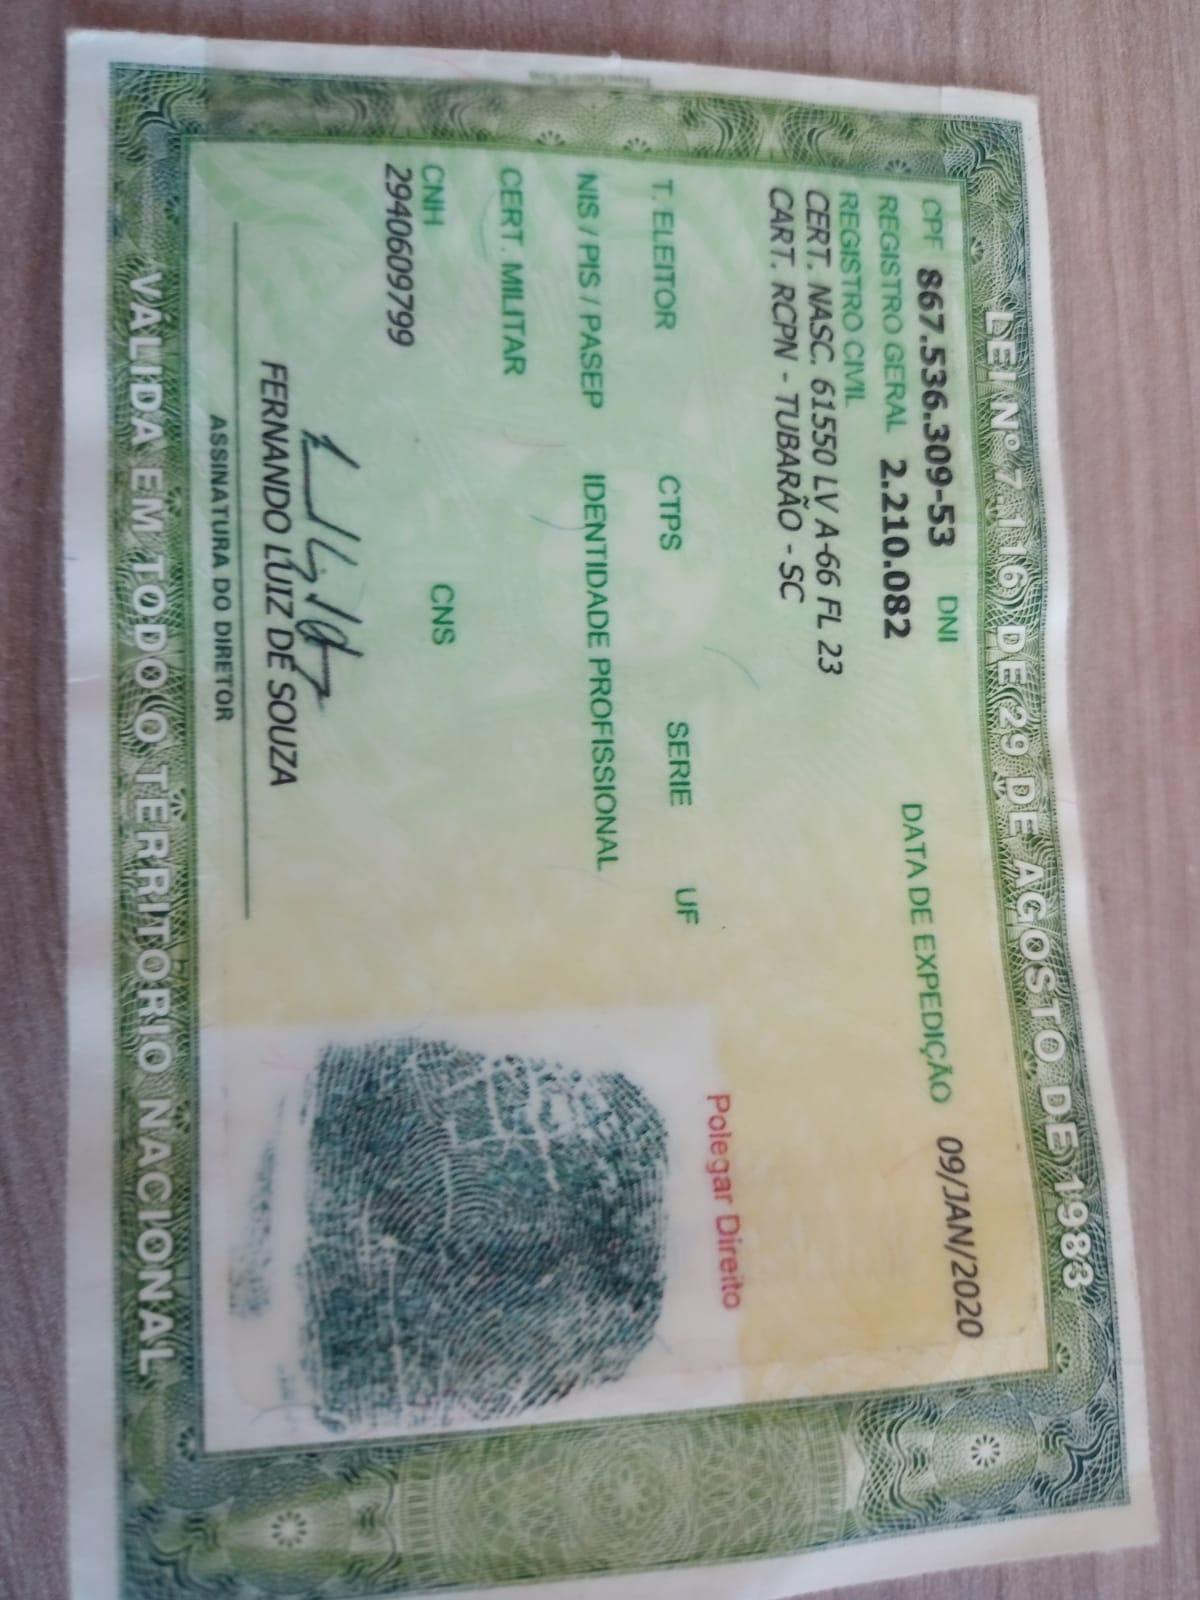 LEI Nº 7.116 DE 29 DE AGOSTO DE 1983
CPF 867.536.309-53 DNI
REGISTRO GERAL 2.210.082 DATA DE EXPEDIÇÃO 09/JAN/2020
REGISTRO CIVIL
CERT. NASC. 61550 LV A-66 FL 23
CART. RCPN - TUBARÃO - SC
T. ELEITOR CTPS SERIE UF
NIS / PIS / PASEP IDENTIDADE PROFISSIONAL
CERT. MILITAR
CNH CNS
29406099799
Polegar Direito
FERNANDO LUIZ DE SOUZA
ASSINATURA DO DIRETOR
VALIDA EM TODO O TERRITORIO NACIONAL